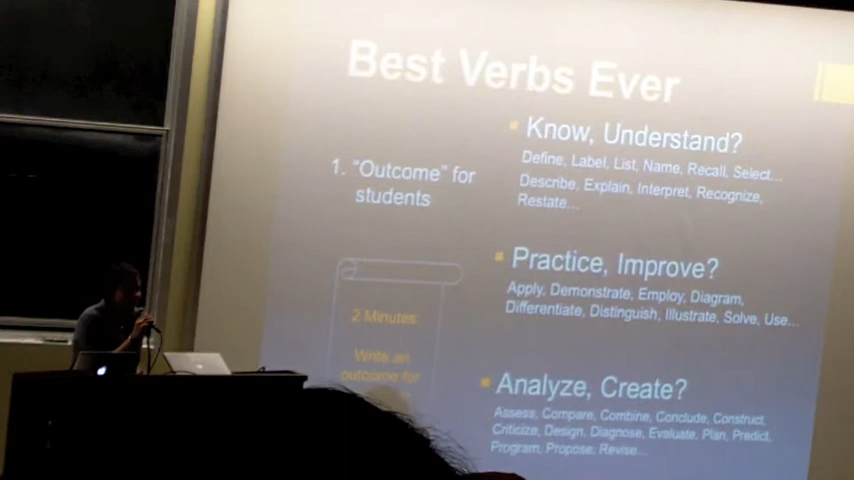 Best Verbs Ever
1. "Outcome" for
students
2 Minutes:
Write an
outcome for
Know, Understand?
Define, Label, List, Name, Recall, Select...
Describe, Explain, Interpret, Recognize,
Restate...
Practice, Improve?
Apply, Demonstrate, Employ, Diagram,
Differentiate, Distinguish, Illustrate, Solve, Use...
Analyze, Create?
Assess, Compare, Combine, Conclude, Construct,
Criticize, Design, Diagnose, Evaluate, Plan, Predict,
Program, Propose, Revise...